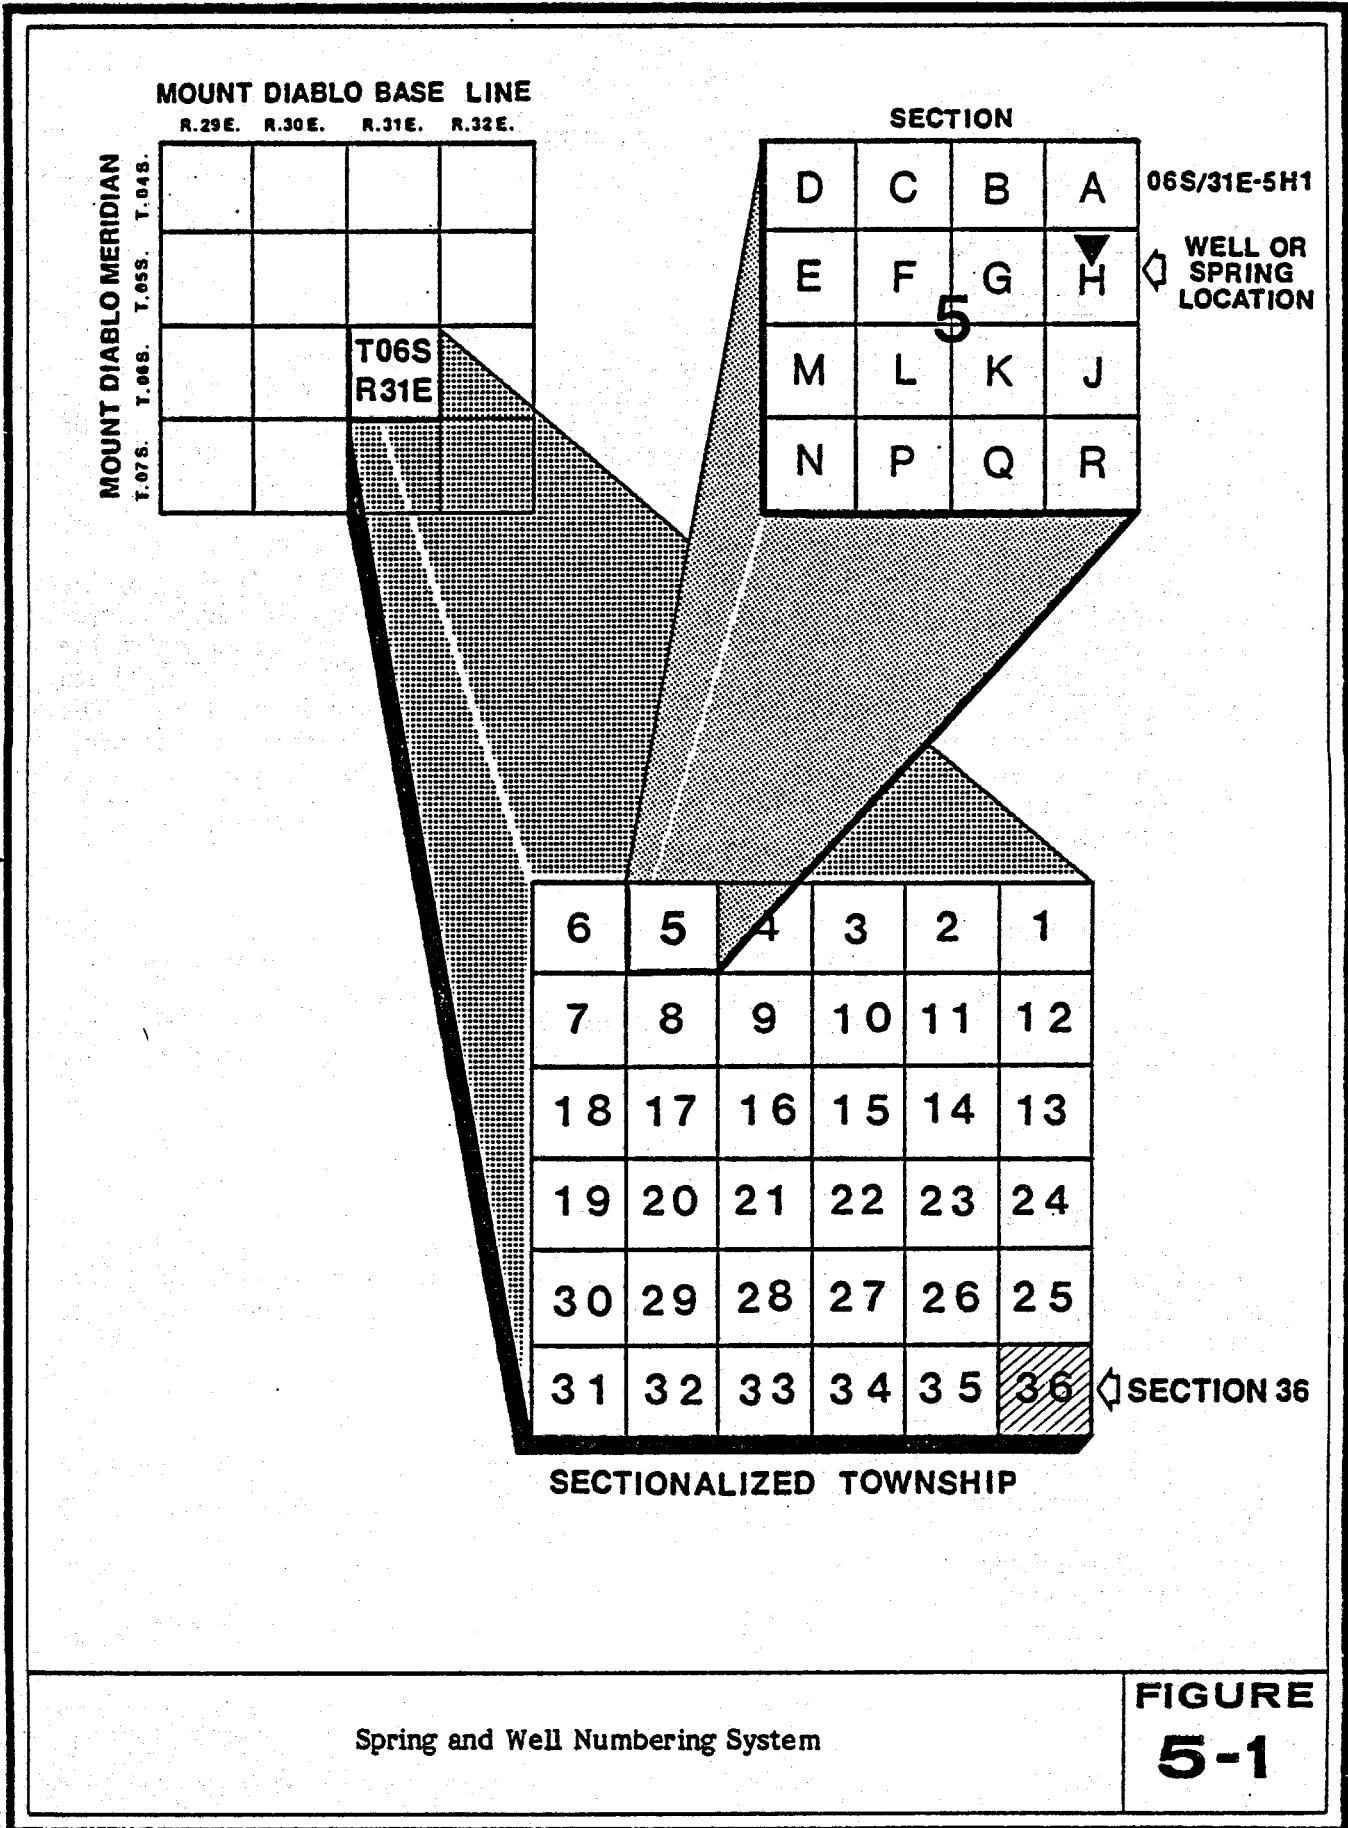 MOUNT DIABLO BASE LINE
R.29E. R.30E. R.31E. R.32E.
MOUNT DIABLO MERIDIAN
T.04S.
T.05S.
T.06S.
T.07S.
T06S
R31E
SECTION
D C B A
E F G H
5
M L K J
N P Q R
06S/31E-5H1
WELL OR
SPRING
LOCATION
6 5 4 3 2 1
7 8 9 10 11 12
18 17 16 15 14 13
19 20 21 22 23 24
30 29 28 27 26 25
31 32 33 34 35 36
SECTION 36
SECTIONALIZED TOWNSHIP
Spring and Well Numbering System
FIGURE
5-1